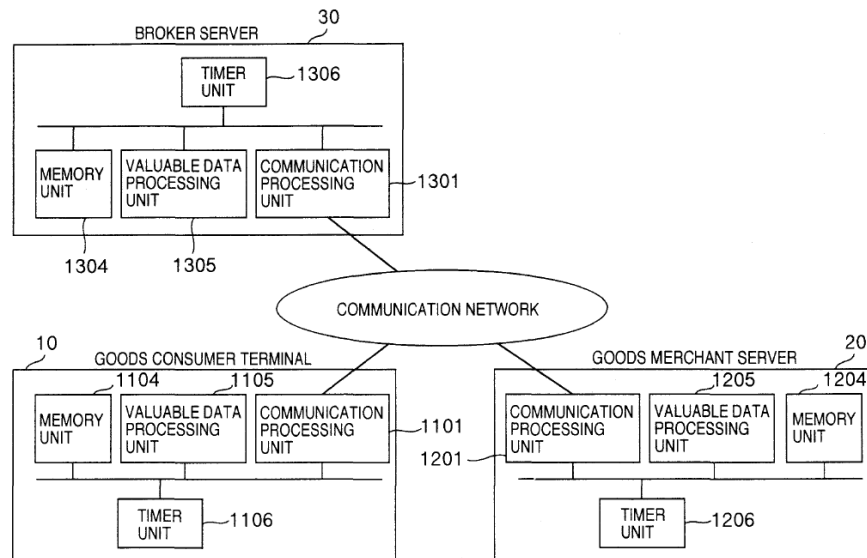 BROKER SERVER
30
TIMER
UNIT
1306
MEMORY
UNIT
VALUABLE DATA
PROCESSING
UNIT
COMMUNICATION
PROCESSING
UNIT
1301
1304
1305
COMMUNICATION NETWORK
10
GOODS CONSUMER TERMINAL
1104
1105
MEMORY
UNIT
VALUABLE DATA
PROCESSING
UNIT
COMMUNICATION
PROCESSING
UNIT
1101
TIMER
UNIT
1106
GOODS MERCHANT SERVER
20
1205
1204
COMMUNICATION
PROCESSING
UNIT
VALUABLE DATA
PROCESSING
UNIT
MEMORY
UNIT
1201
TIMER
UNIT
1206